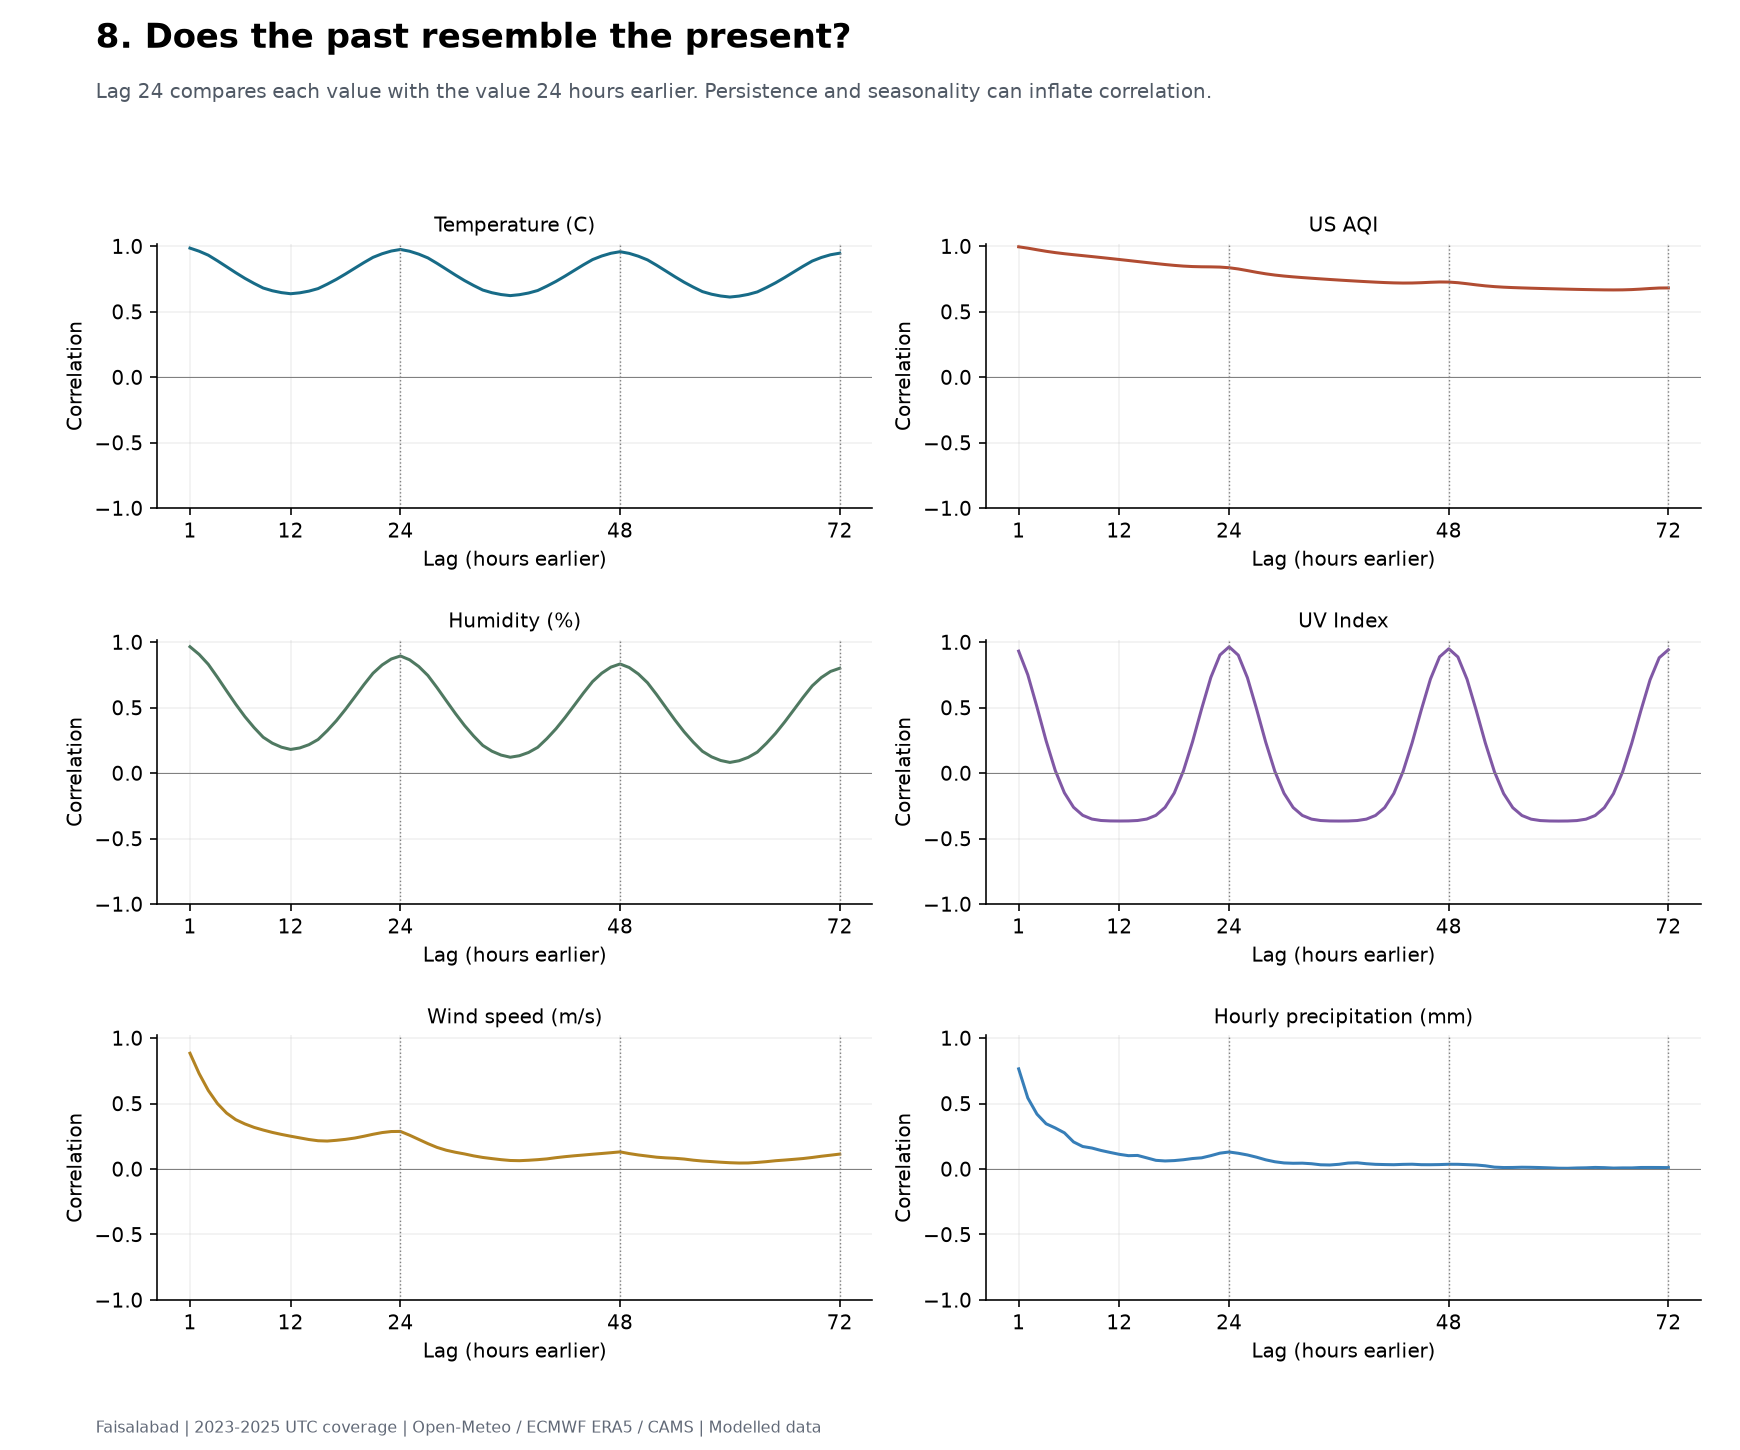 8. Does the past resemble the present?
Lag 24 compares each value with the value 24 hours earlier. Persistence and seasonality can inflate correlation.
Temperature (C)
1.0
0.5
0.0
−0.5
−1.0
Correlation
1 12 24 48 72
Lag (hours earlier)
US AQI
1.0
0.5
0.0
−0.5
−1.0
Correlation
1 12 24 48 72
Lag (hours earlier)
Humidity (%)
1.0
0.5
0.0
−0.5
−1.0
Correlation
1 12 24 48 72
Lag (hours earlier)
UV Index
1.0
0.5
0.0
−0.5
−1.0
Correlation
1 12 24 48 72
Lag (hours earlier)
Wind speed (m/s)
1.0
0.5
0.0
−0.5
−1.0
Correlation
1 12 24 48 72
Lag (hours earlier)
Hourly precipitation (mm)
1.0
0.5
0.0
−0.5
−1.0
Correlation
1 12 24 48 72
Lag (hours earlier)
Faisalabad | 2023-2025 UTC coverage | Open-Meteo / ECMWF ERA5 / CAMS | Modelled data